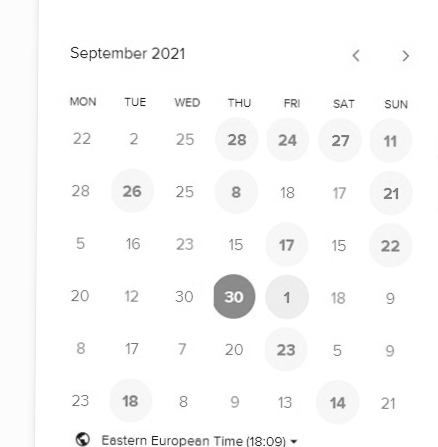 September 2021
MON TUE WED THU FRI SAT SUN
22 2 25 28 24 27 11
28 26 25 8 18 17 21
5 16 23 15 17 15 22
20 12 30 30 1 18 9
8 17 7 20 23 5 9
23 18 8 9 13 14 21
Eastern European Time (18:09)